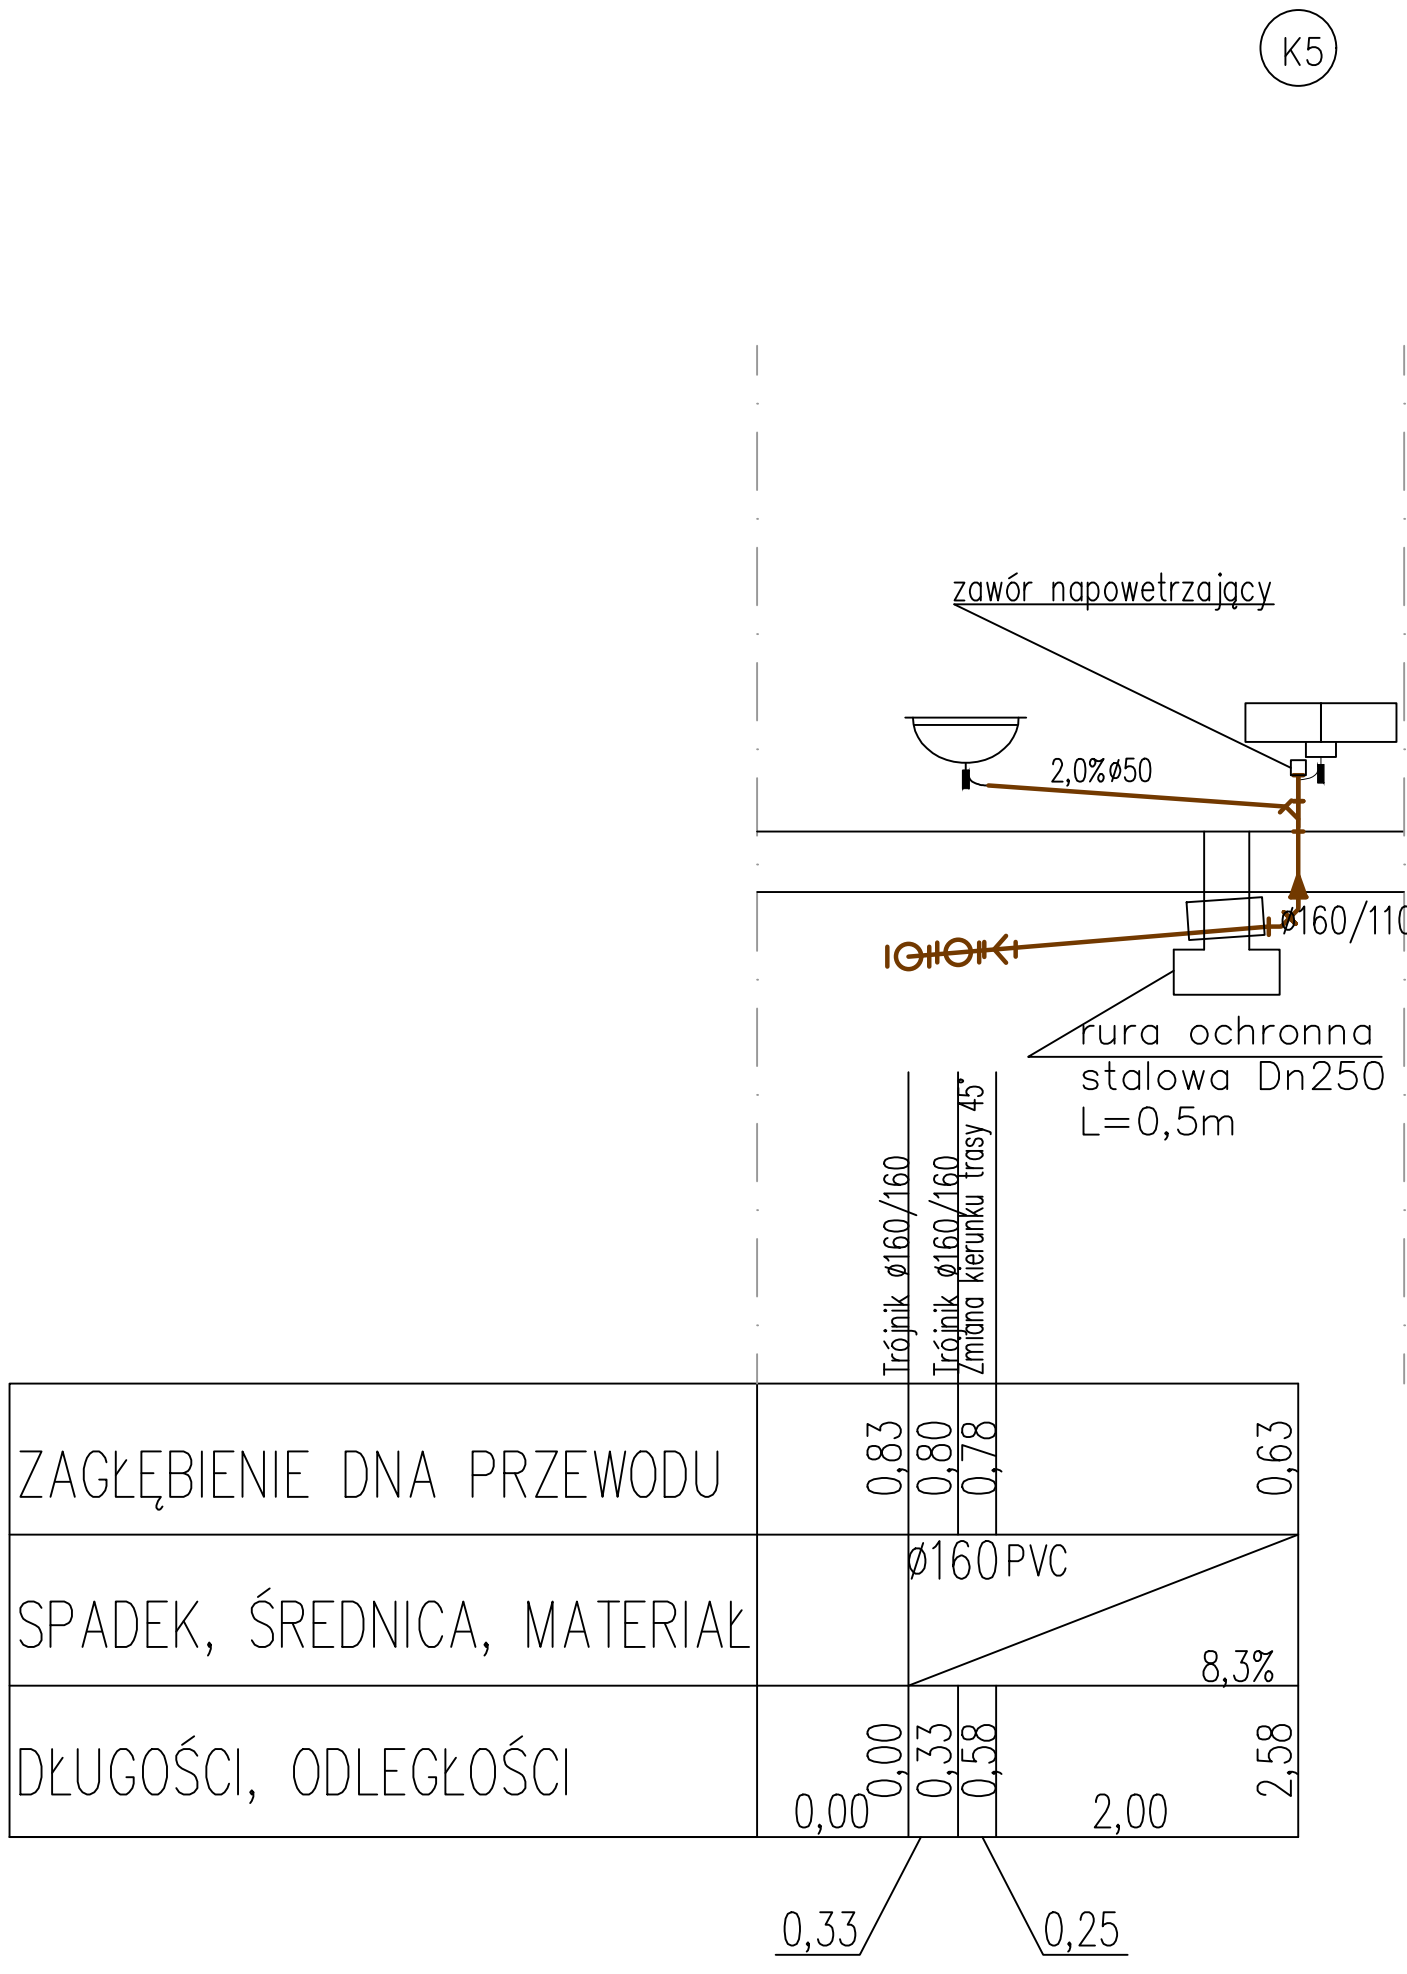 K5
zawór napowetrzający
2,0%ø50
ø160/110
rura ochronna
stalowa Dn250
L=0,5m
Trójnik ø160/160
Trójnik ø160/160
Zmiana kierunku trasy 45°
ZAGŁĘBIENIE DNA PRZEWODU
0,83
0,80
0,78
0,63
SPADEK, ŚREDNICA, MATERIAŁ
ø160 PVC
8,3%
DŁUGOŚCI, ODLEGŁOŚCI
0,00
0,33
0,58
2,58
0,00
2,00
0,33
0,25